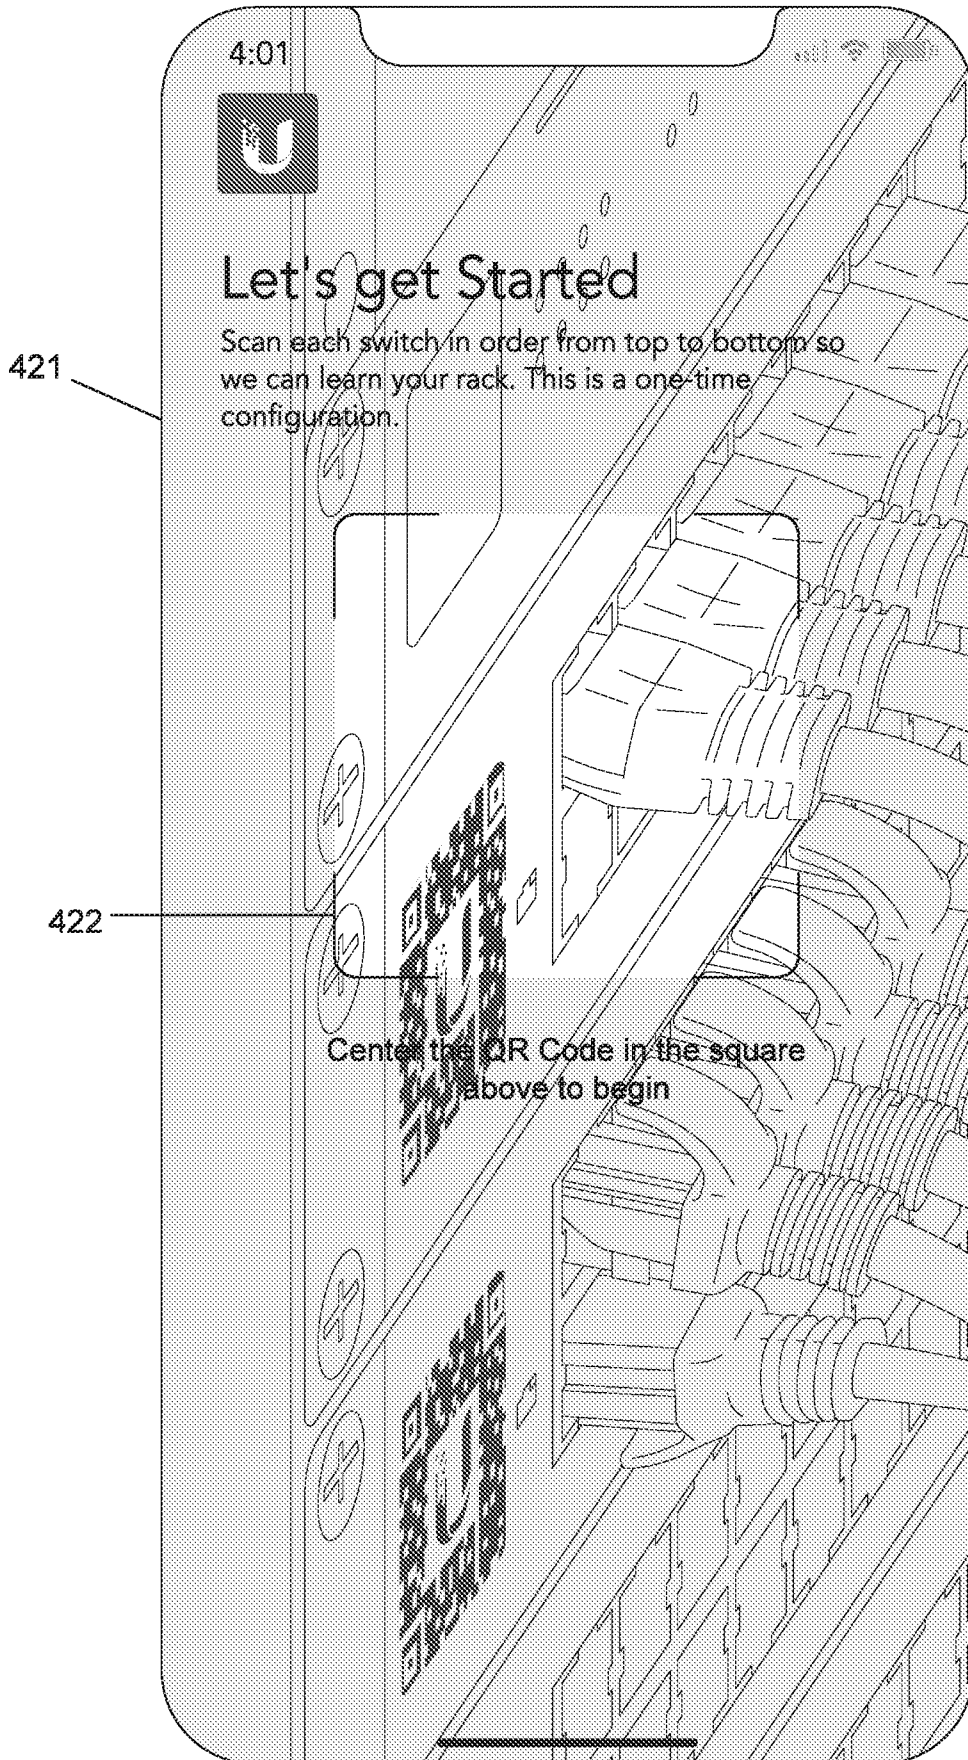 4:01
U
Let's get Started
Scan each switch in order from top to bottom so
we can learn your rack. This is a one-time
configuration.
421
422
Center the QR Code in the square
above to begin